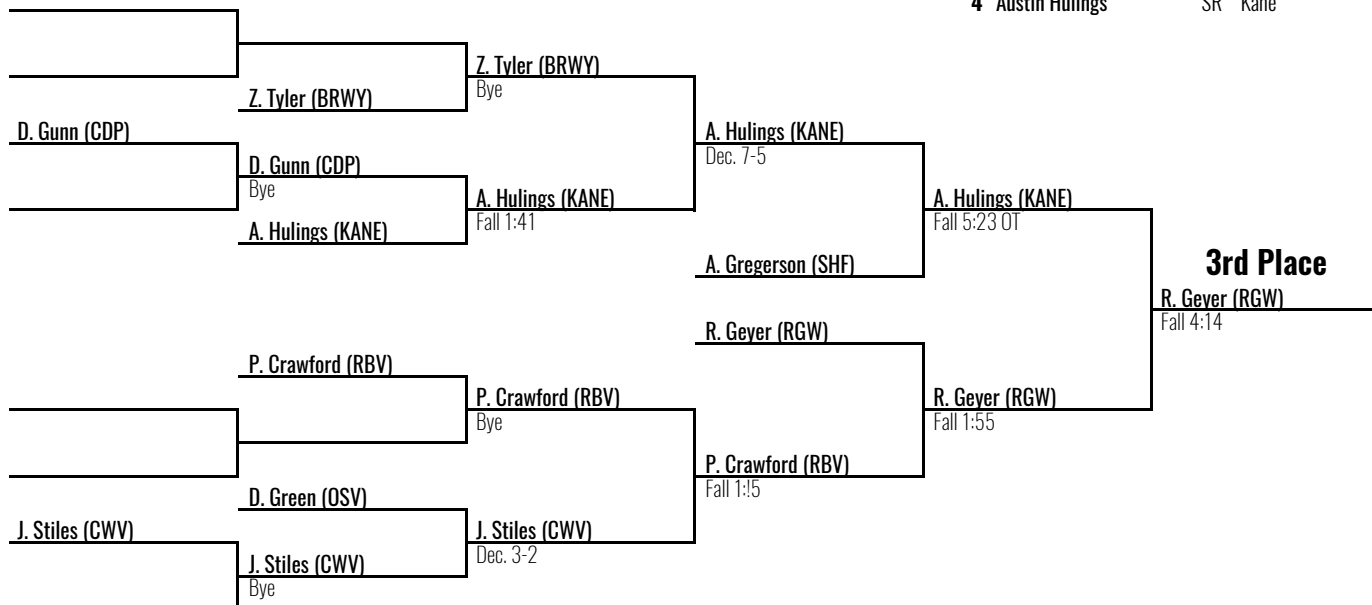 4 Austin Hulings SR Kane
Z. Tyler (BRWY)
Bye
Z. Tyler (BRWY)
D. Gunn (CDP)
A. Hulings (KANE)
Dec. 7-5
D. Gunn (CDP)
Bye
A. Hulings (KANE)
Fall 1:41
A. Hulings (KANE)
Fall 5:23 OT
A. Hulings (KANE)
A. Gregerson (SHF)
3rd Place
R. Geyer (RGW)
Fall 4:14
R. Geyer (RGW)
P. Crawford (RBV)
P. Crawford (RBV)
Bye
R. Geyer (RGW)
Fall 1:55
P. Crawford (RBV)
Fall 1:!5
D. Green (OSV)
J. Stiles (CWV)
J. Stiles (CWV)
Dec. 3-2
J. Stiles (CWV)
Bye